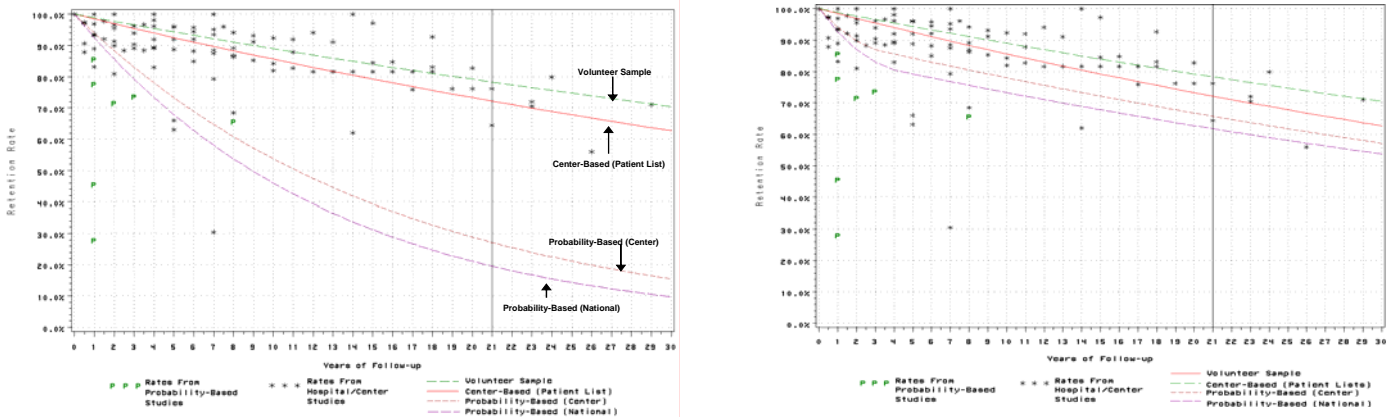 100.0%
90.0%
80.0%
70.0%
60.0%
50.0%
40.0%
30.0%
20.0%
10.0%
0.0%
Retention Rate
Volunteer Sample
Center-Based (Patient List)
Probability-Based (Center)
Probability-Based (National)
0 1 2 3 4 5 6 7 8 9 10 11 12 13 14 15 16 17 18 19 20 21 22 23 24 25 26 27 28 29 30
Years of Follow-up
P P P Rates From Probability-Based Studies
* * * Rates From Hospital/Center Studies
Volunteer Sample
Center-Based (Patient List)
Probability-Based (Center)
Probability-Based (National)
100.0%
90.0%
80.0%
70.0%
60.0%
50.0%
40.0%
30.0%
20.0%
10.0%
0.0%
Retention Rate
0 1 2 3 4 5 6 7 8 9 10 11 12 13 14 15 16 17 18 19 20 21 22 23 24 25 26 27 28 29 30
Years of Follow-up
P P P Rates From Probability-Based Studies
* * * Rates From Hospital/Center Studies
Volunteer Sample
Center-Based (Patient Lists)
Probability-Based (Center)
Probability-Based (National)